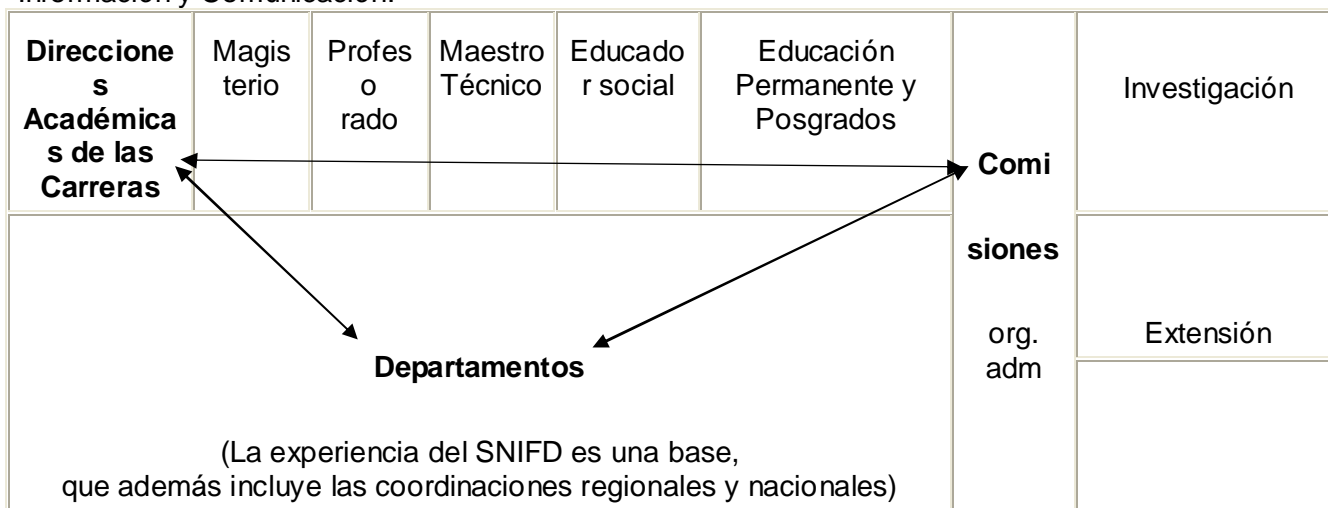 Información y Comunicación.
Direccione
s
Académica
s de las
Carreras
Magis
terio
Profes
o
rado
Maestro
Técnico
Educado
r social
Educación
Permanente y
Posgrados
Comi
siones
org.
adm
Investigación
Extensión
Departamentos
(La experiencia del SNIFD es una base,
que además incluye las coordinaciones regionales y nacionales)